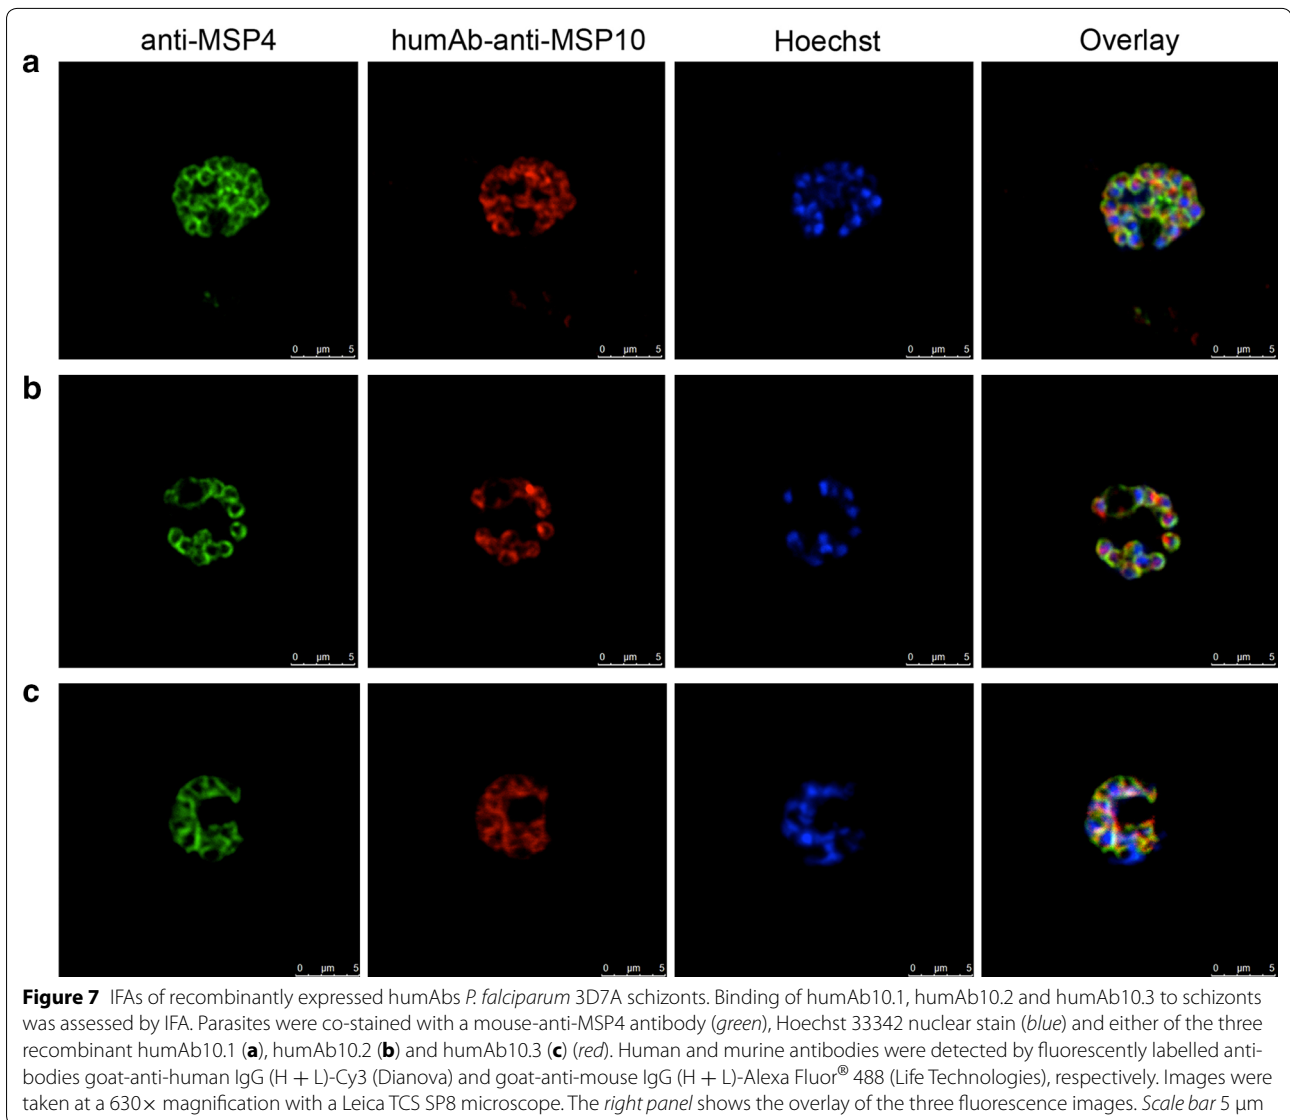 anti-MSP4 humAb-anti-MSP10 Hoechst Overlay
a
0 µm 5 0 µm 5 0 µm 5 0 µm 5
b
0 µm 5 0 µm 5 0 µm 5 0 µm 5
c
0 µm 5 0 µm 5 0 µm 5 0 µm 5
Figure 7 IFAs of recombinantly expressed humAbs P. falciparum 3D7A schizonts. Binding of humAb10.1, humAb10.2 and humAb10.3 to schizonts
was assessed by IFA. Parasites were co-stained with a mouse-anti-MSP4 antibody (green), Hoechst 33342 nuclear stain (blue) and either of the three
recombinant humAb10.1 (a), humAb10.2 (b) and humAb10.3 (c) (red). Human and murine antibodies were detected by fluorescently labelled anti-
bodies goat-anti-human IgG (H + L)-Cy3 (Dianova) and goat-anti-mouse IgG (H + L)-Alexa Fluor® 488 (Life Technologies), respectively. Images were
taken at a 630× magnification with a Leica TCS SP8 microscope. The right panel shows the overlay of the three fluorescence images. Scale bar 5 µm